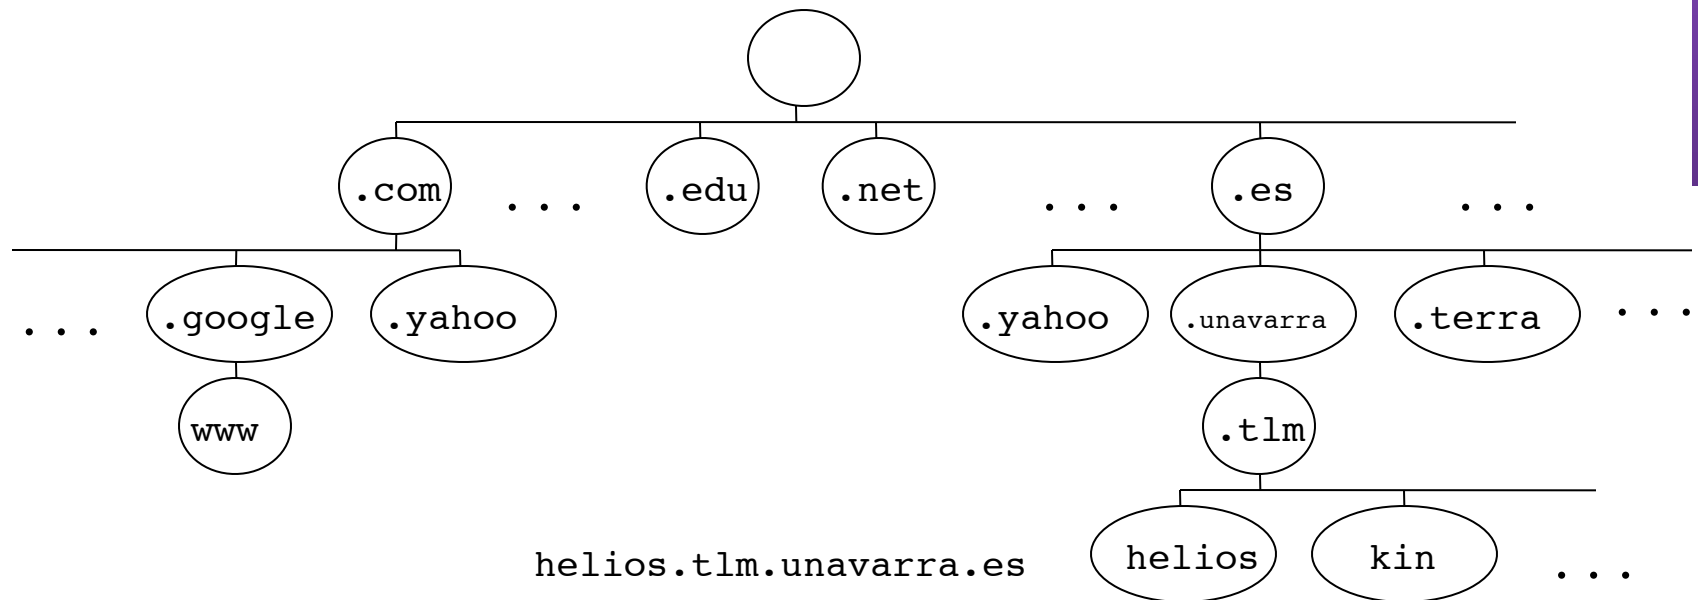 .com ... .edu .net ... .es ...
... .google .yahoo .yahoo .unavarra .terra ...
www .tlm
helios.tlm.unavarra.es helios kin ...